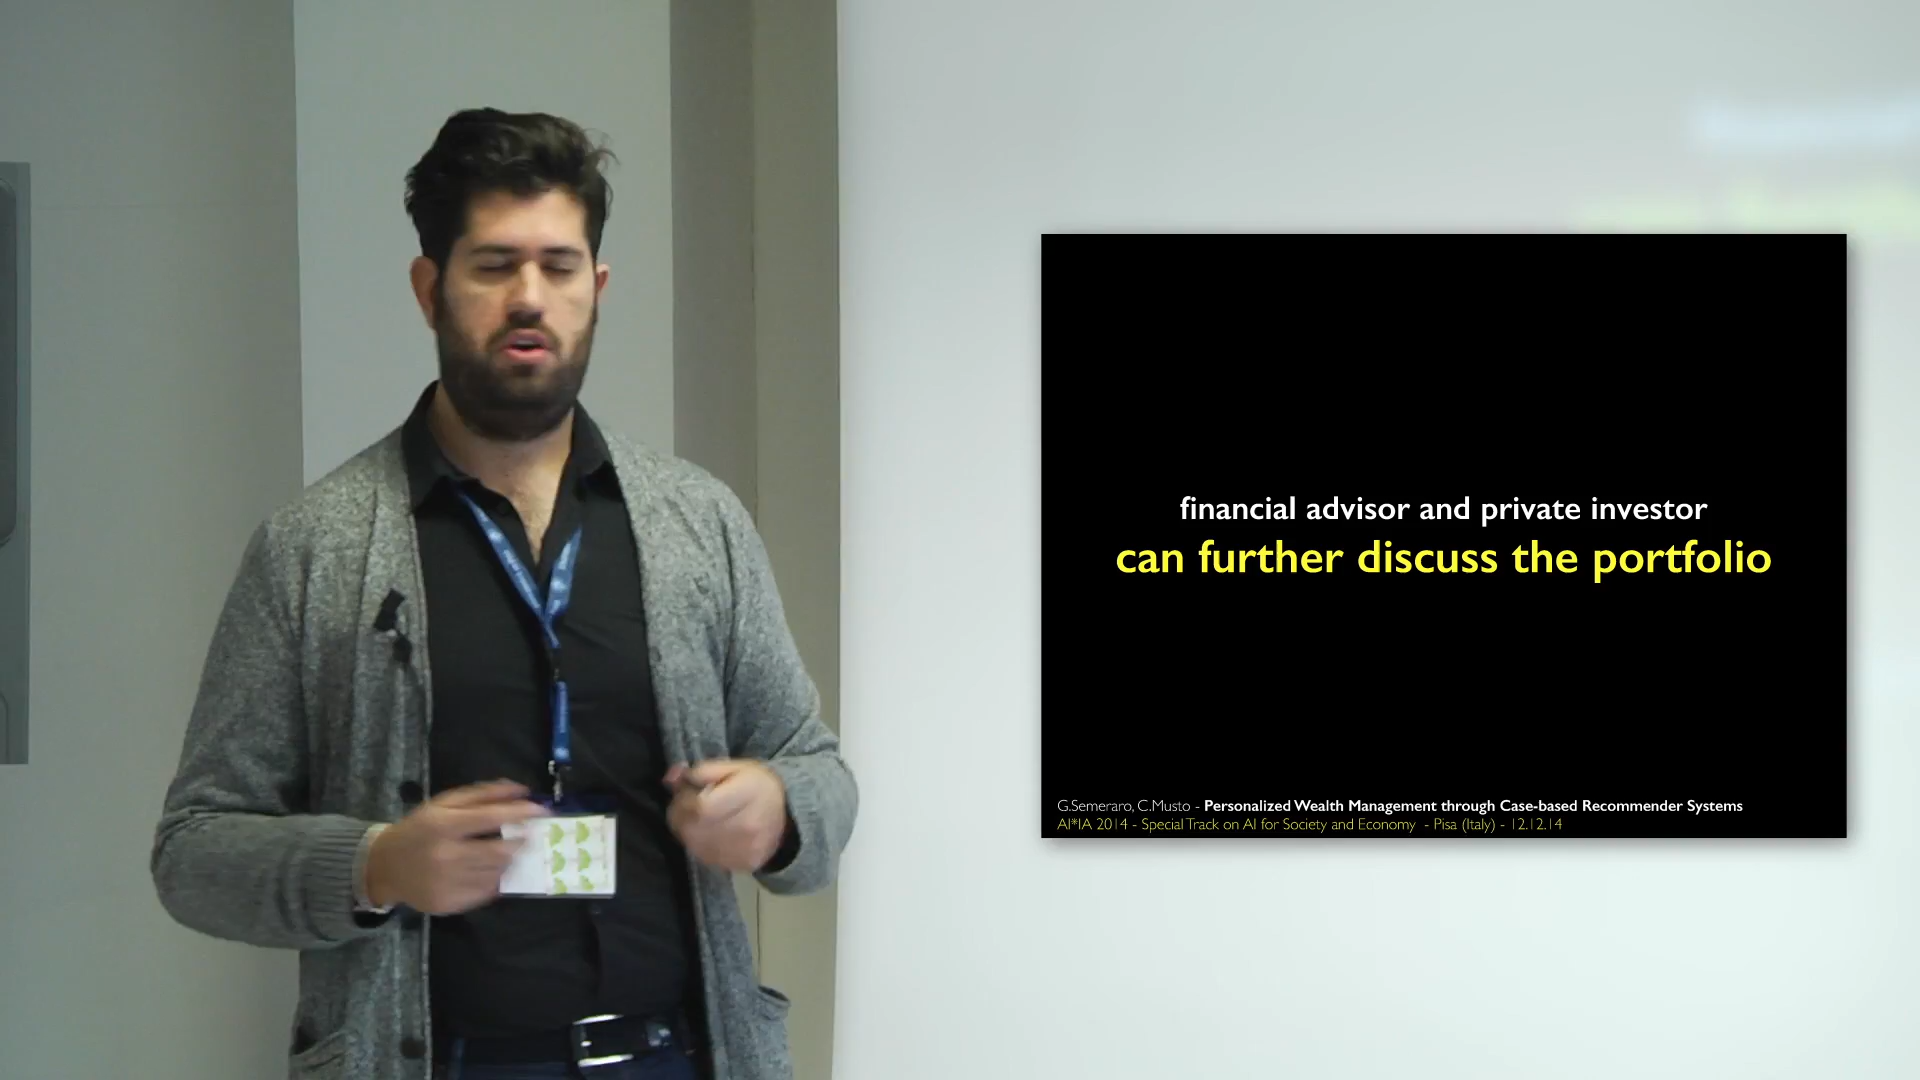 financial advisor and private investor
can further discuss the portfolio
G.Semeraro, C.Musto - Personalized Wealth Management through Case-based Recommender Systems
AI*IA 2014 - Special Track on AI for Society and Economy - Pisa (Italy) - 12.12.14